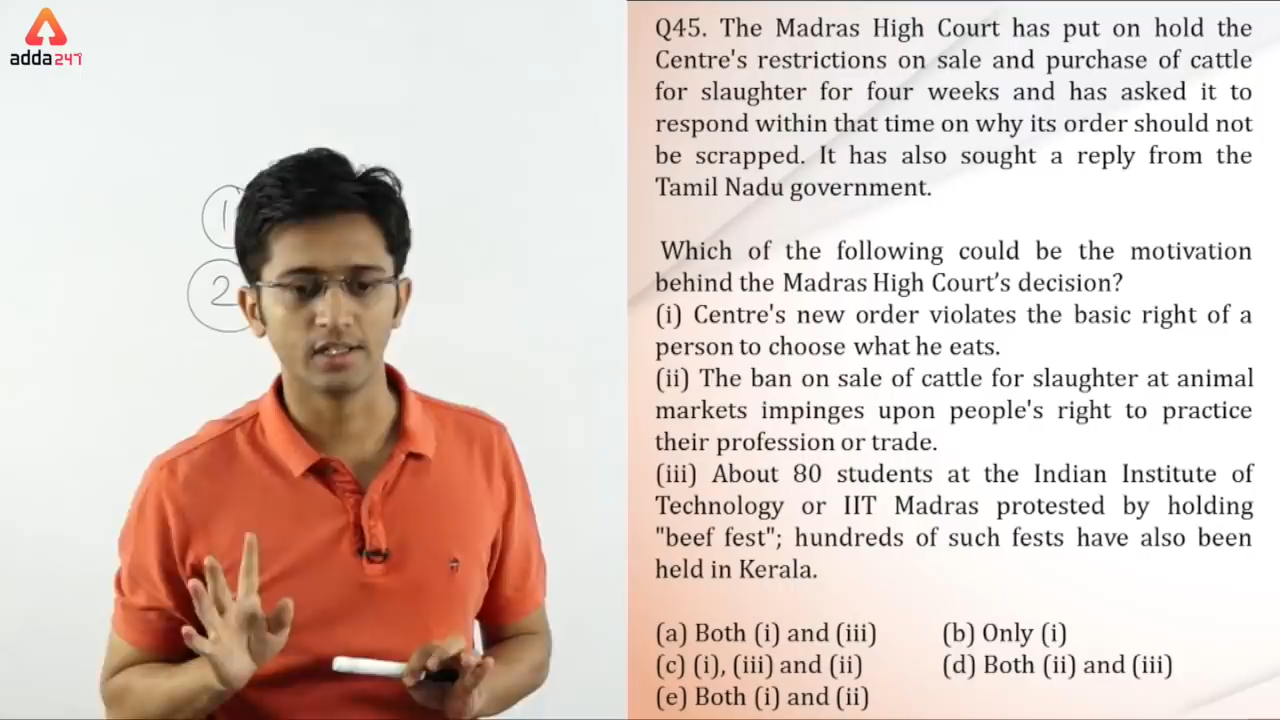 adda247
1
2
Q45. The Madras High Court has put on hold the
Centre's restrictions on sale and purchase of cattle
for slaughter for four weeks and has asked it to
respond within that time on why its order should not
be scrapped. It has also sought a reply from the
Tamil Nadu government.
Which of the following could be the motivation
behind the Madras High Court’s decision?
(i) Centre's new order violates the basic right of a
person to choose what he eats.
(ii) The ban on sale of cattle for slaughter at animal
markets impinges upon people's right to practice
their profession or trade.
(iii) About 80 students at the Indian Institute of
Technology or IIT Madras protested by holding
"beef fest"; hundreds of such fests have also been
held in Kerala.
(a) Both (i) and (iii) (b) Only (i)
(c) (i), (iii) and (ii) (d) Both (ii) and (iii)
(e) Both (i) and (ii)